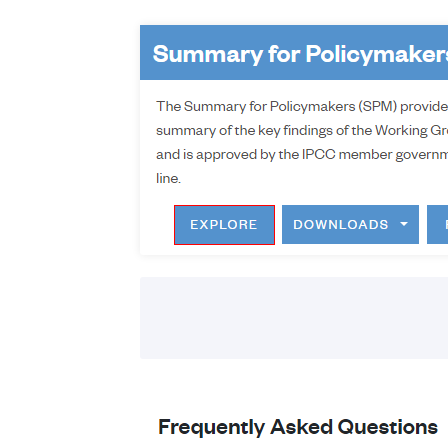 Summary for Policymakers
The Summary for Policymakers (SPM) provide
summary of the key findings of the Working Gr
and is approved by the IPCC member governm
line.
EXPLORE DOWNLOADS
Frequently Asked Questions